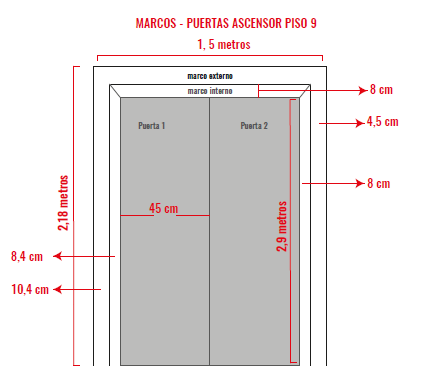 MARCOS - PUERTAS ASCENSOR PISO 9
1, 5 metros
marco externo
marco interno
8 cm
Puerta 1
Puerta 2
4,5 cm
8 cm
2,18 metros
45 cm
2,9 metros
8,4 cm
10,4 cm